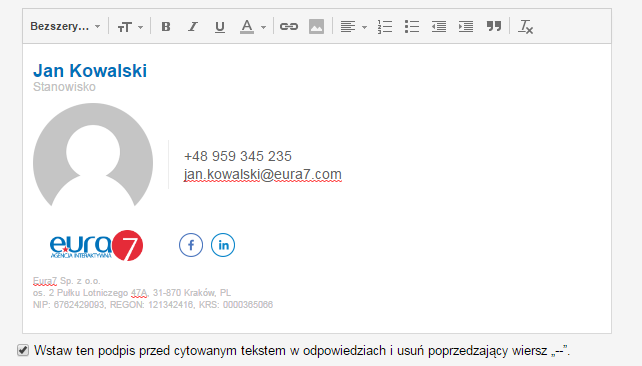 Bezszery...
Jan Kowalski
Stanowisko
+48 959 345 235
jan.kowalski@eura7.com
eura7
AGENCJA INTERAKTYWNA
f
in
Eura7 Sp. z o.o.
os. 2 Pułku Lotniczego 47A, 31-870 Kraków, PL
NIP: 6762429093, REGON: 121342416, KRS: 0000365066
Wstaw ten podpis przed cytowanym tekstem w odpowiedziach i usuń poprzedzający wiersz „--”.